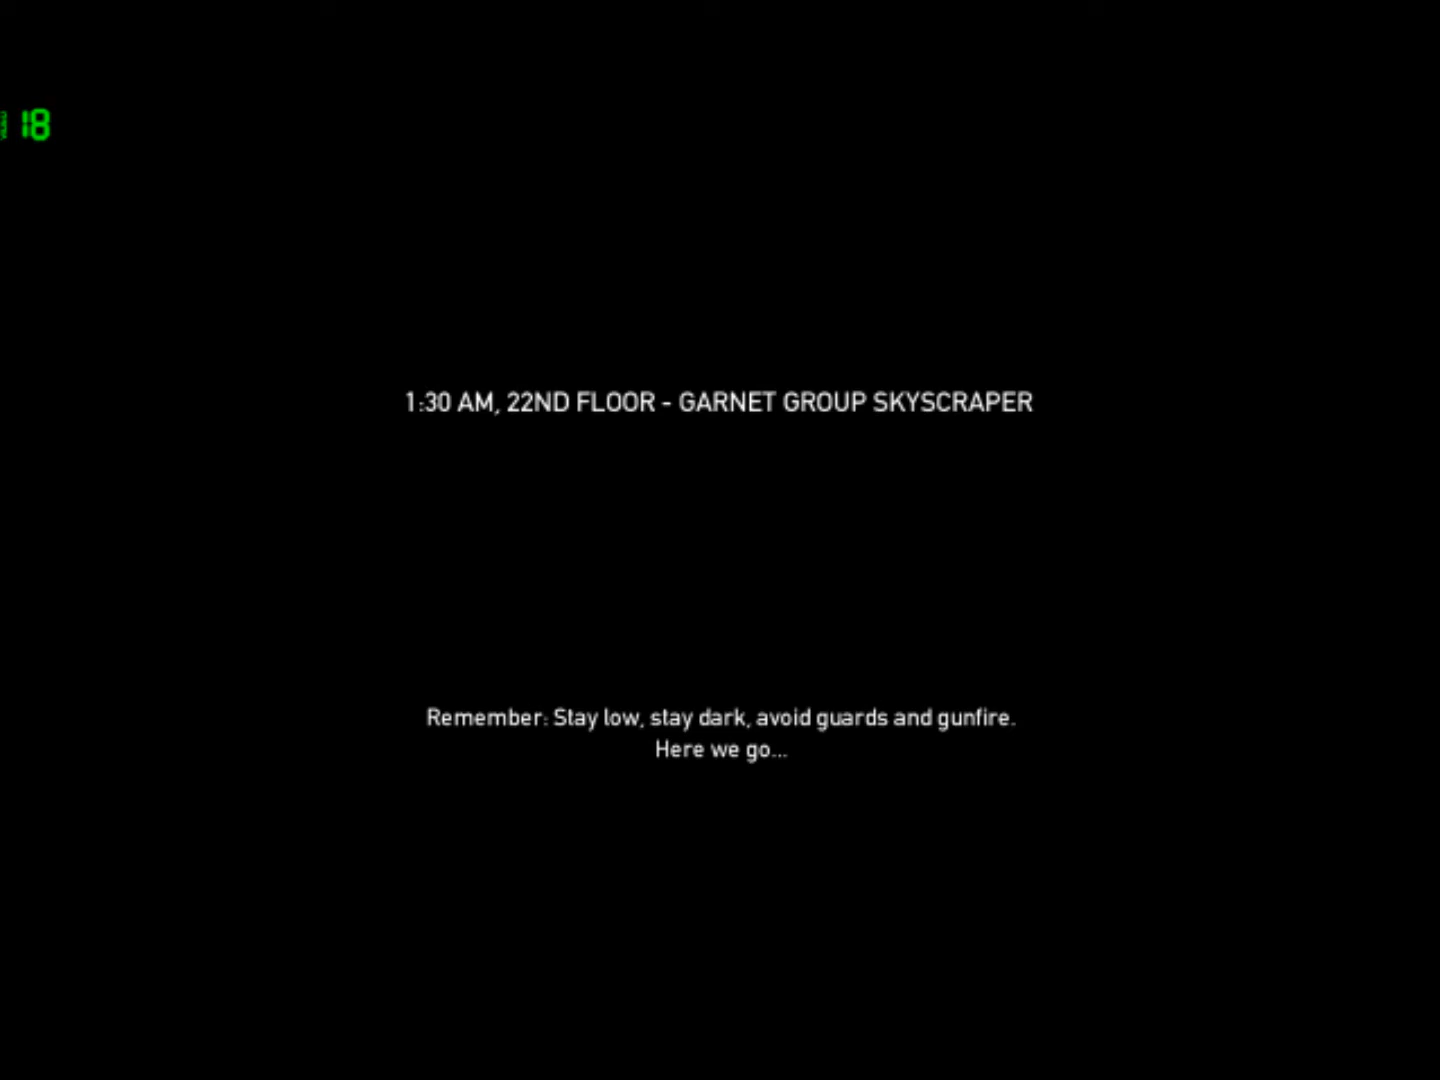 18
1:30 AM, 22ND FLOOR - GARNET GROUP SKYSCRAPER
Remember: Stay low, stay dark, avoid guards and gunfire.
Here we go...